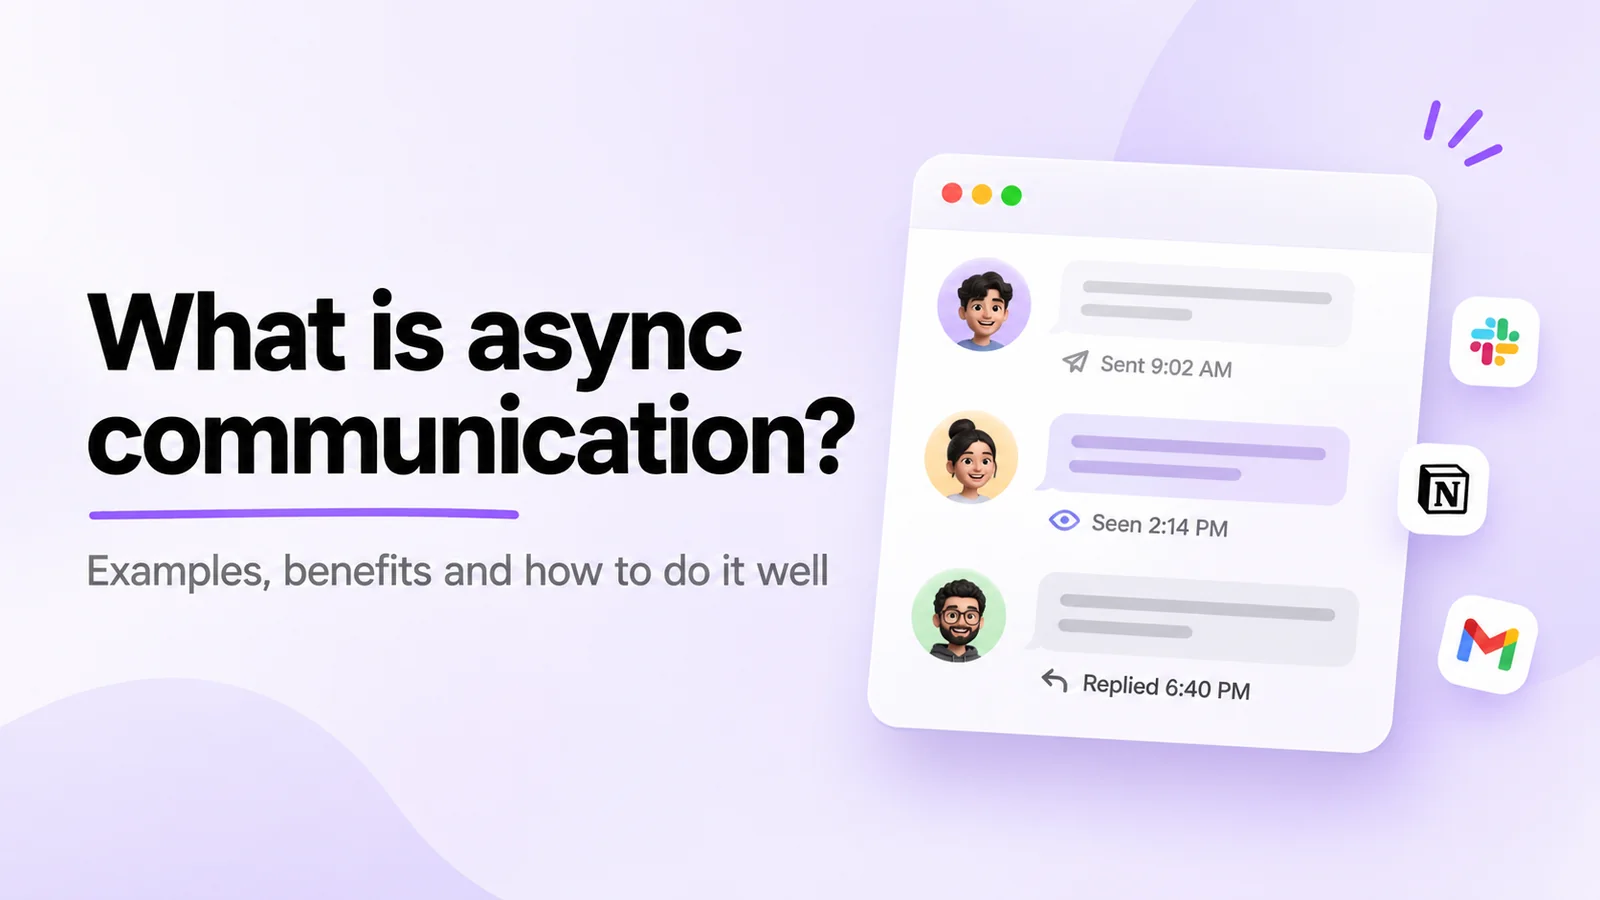 What is async
communication?
Examples, benefits and how to do it well
Sent 9:02 AM
Seen 2:14 PM
Replied 6:40 PM
N